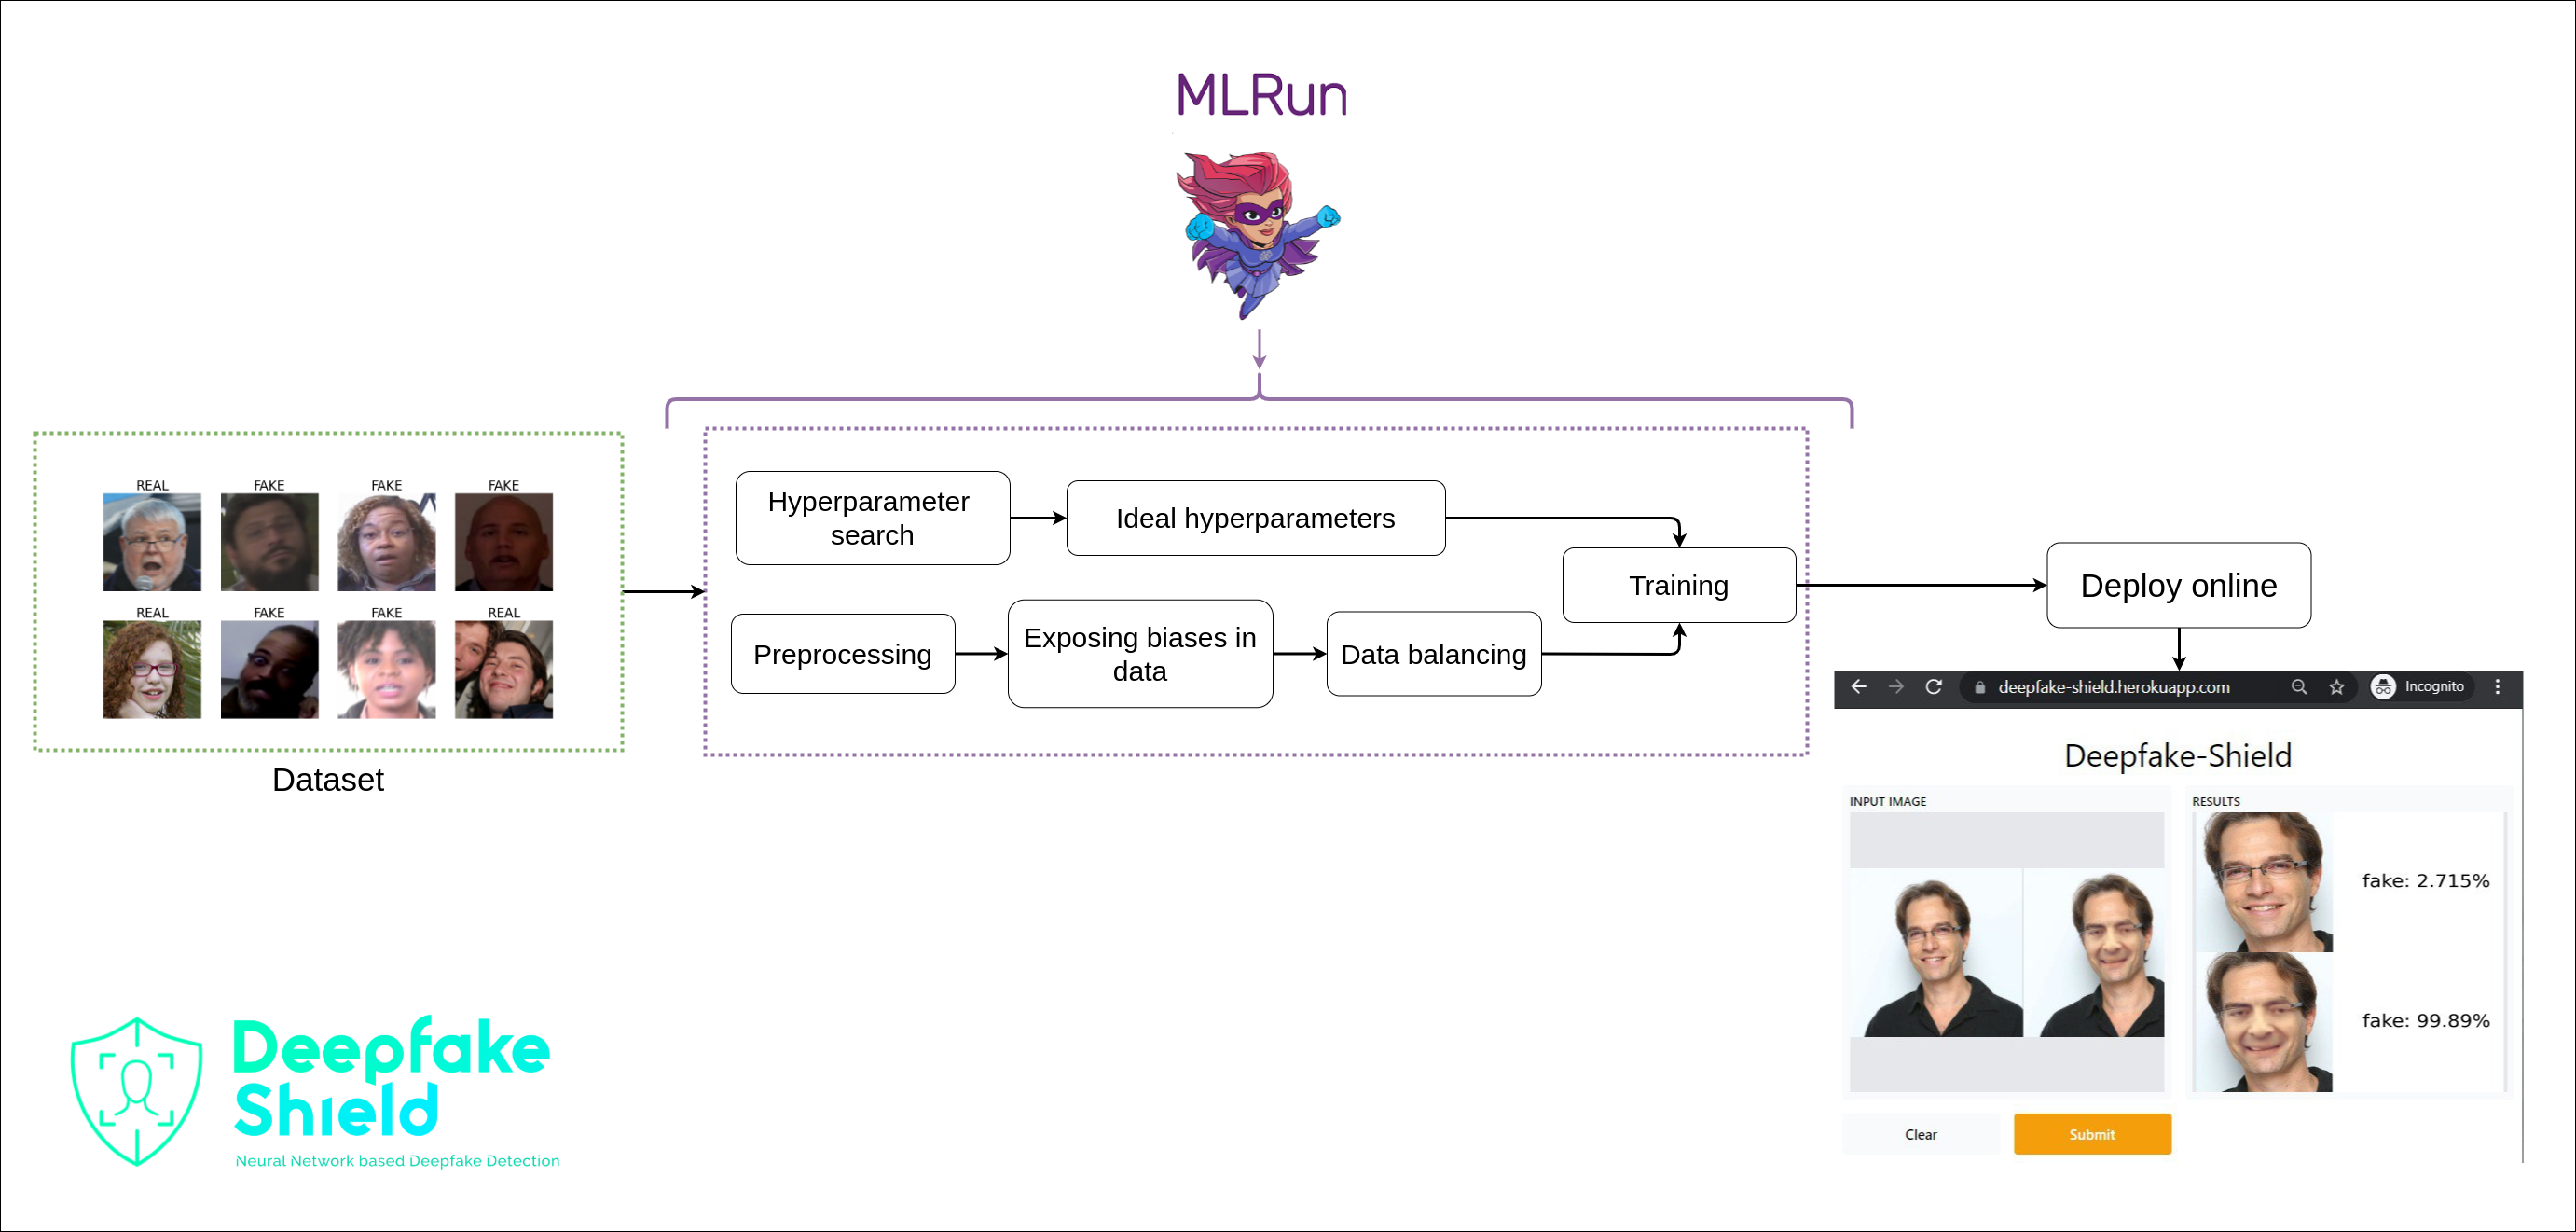 MLRun
REAL FAKE FAKE FAKE
REAL FAKE FAKE REAL
Dataset
Hyperparameter
search
Ideal hyperparameters
Training
Preprocessing
Exposing biases in
data
Data balancing
Deploy online
deepfake-shield.herokuapp.com
Incognito
Deepfake-Shield
INPUT IMAGE
RESULTS
fake: 2.715%
fake: 99.89%
Clear
Submit
Deepfake
Shield
Neural Network based Deepfake Detection